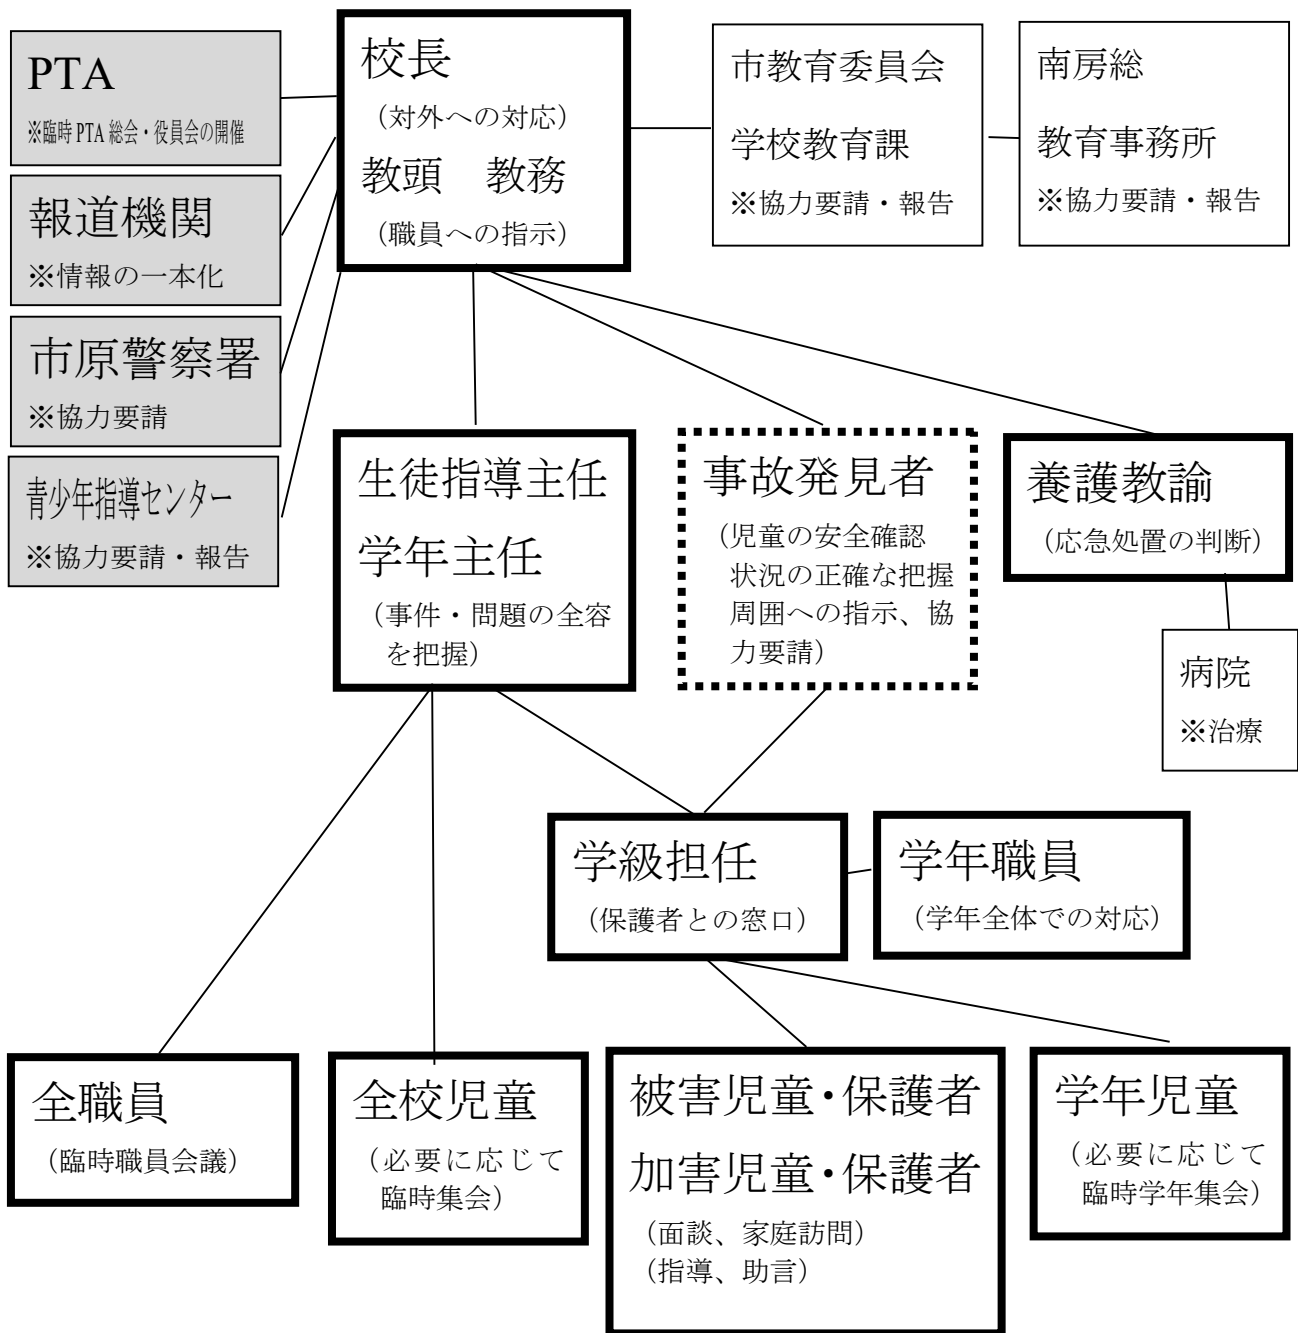 PTA
※臨時 PTA 総会・役員会の開催
報道機関
※情報の一本化
市原警察署
※協力要請
青少年指導センター
※協力要請・報告
校長
（対外への対応）
教頭　教務
（職員への指示）
市教育委員会
学校教育課
※協力要請・報告
南房総
教育事務所
※協力要請・報告
生徒指導主任
学年主任
（事件・問題の全容
を把握）
事故発見者
（児童の安全確認
状況の正確な把握
周囲への指示、協
力要請）
養護教諭
（応急処置の判断）
病院
※治療
学級担任
（保護者との窓口）
学年職員
（学年全体での対応）
全職員
（臨時職員会議）
全校児童
（必要に応じて
臨時集会）
被害児童・保護者
加害児童・保護者
（面談、家庭訪問）
（指導、助言）
学年児童
（必要に応じて
臨時学年集会）